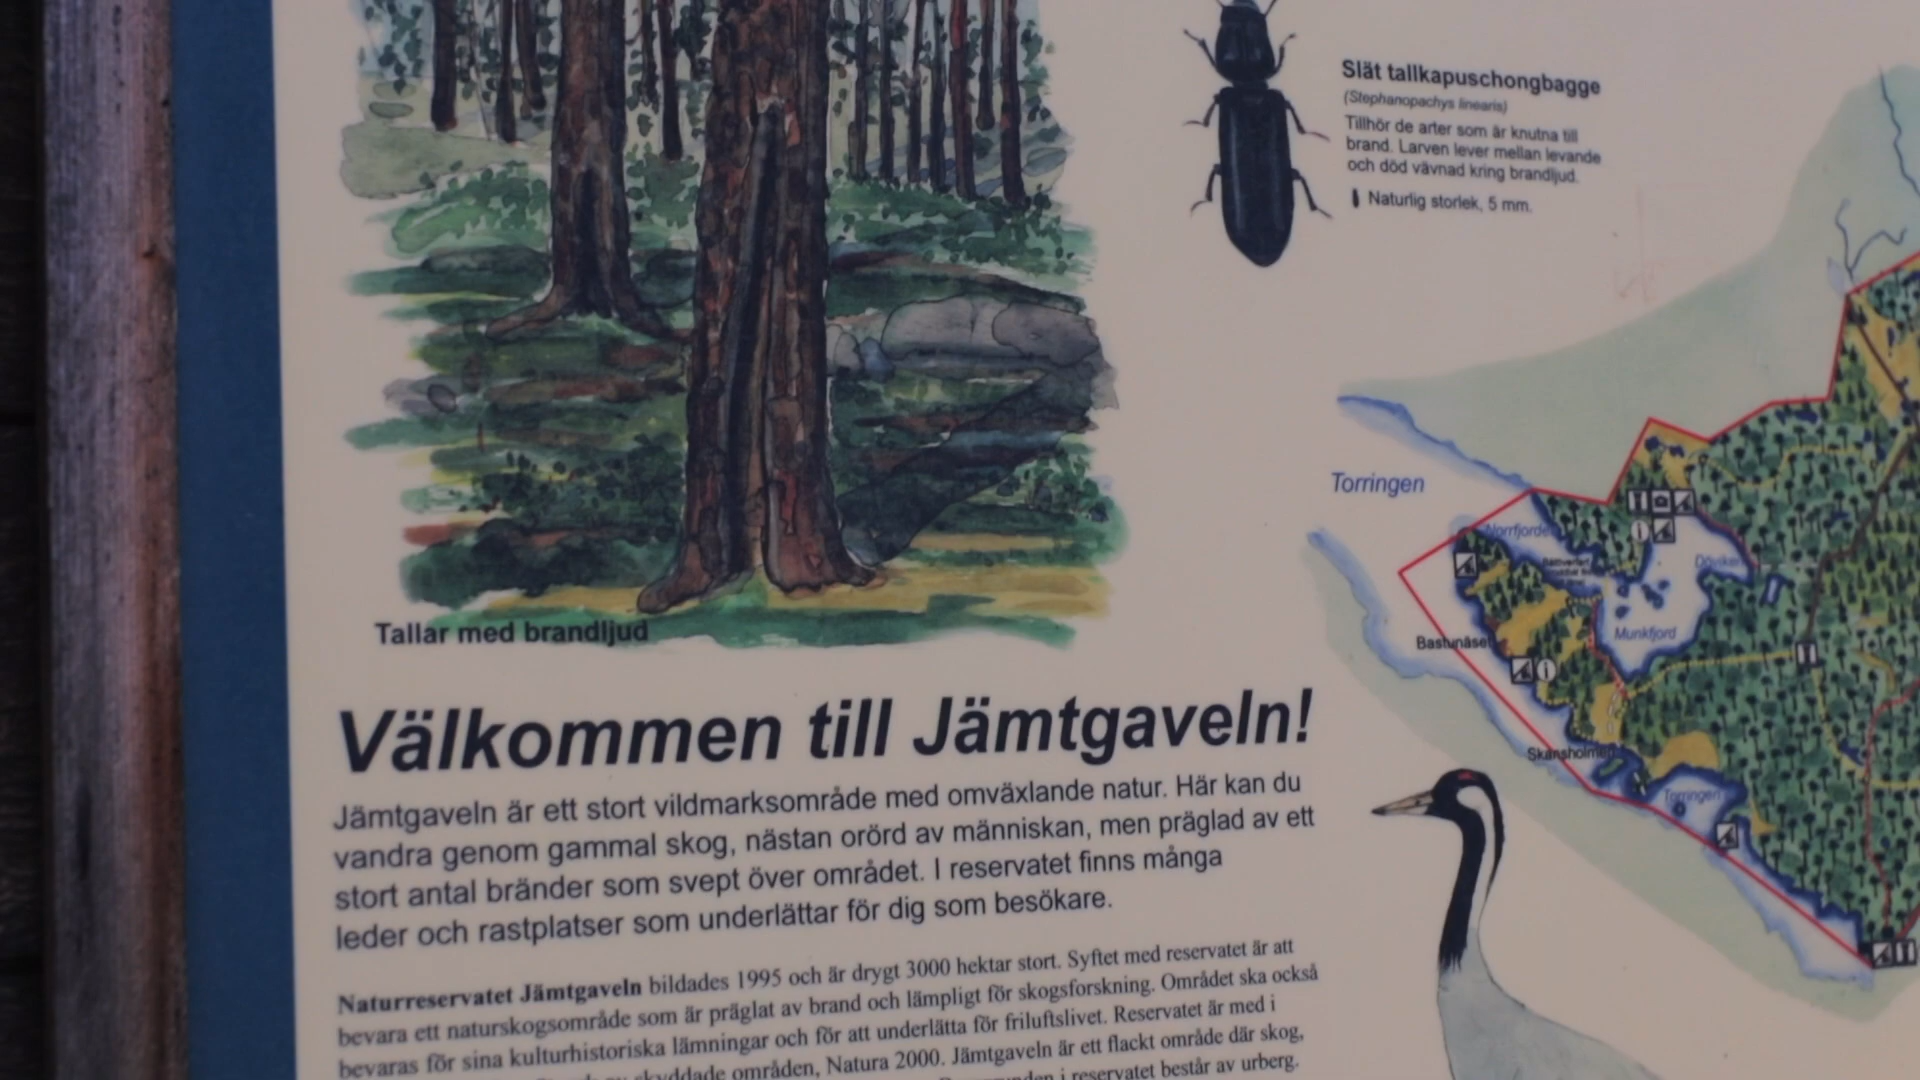 Slät tallkapuschongbagge
(Stephanopachys linearis)
Tillhör de arter som är knutna till
brand. Larven lever mellan levande
och död vävnad kring brandljud.
Naturlig storlek, 5 mm.
Torringen
Norrfjorden
Munkfjord
Bastunäset
Skansholmen
Torringen
Tallar med brandljud
Välkommen till Jämtgaveln!
Jämtgaveln är ett stort vildmarksområde med omväxlande natur. Här kan du
vandra genom gammal skog, nästan orörd av människan, men präglad av ett
stort antal bränder som svept över området. I reservatet finns många
leder och rastplatser som underlättar för dig som besökare.
Naturreservatet Jämtgaveln bildades 1995 och är drygt 3000 hektar stort. Syftet med reservatet är att
bevara ett naturskogsområde som är präglat av brand och lämpligt för skogsforskning. Området ska också
bevaras för sina kulturhistoriska lämningar och för att underlätta för friluftslivet. Reservatet är med i
skyddade områden, Natura 2000. Jämtgaveln är ett flackt område där skog,
i reservatet består av urberg.